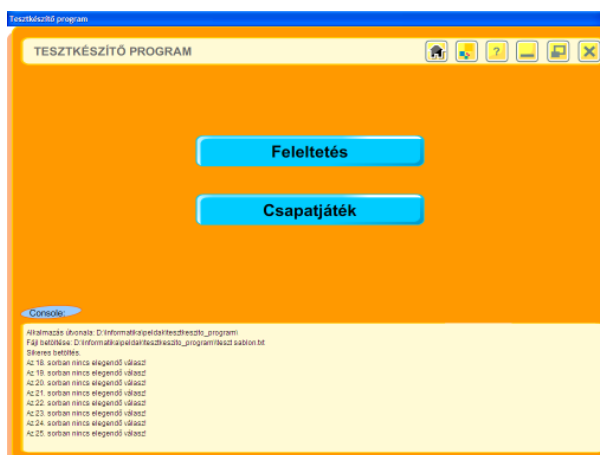 Tesztkészítő program
TESZTKÉSZÍTŐ PROGRAM
?
Feleltetés
Csapatjáték
Console:
Alkalmazás útvonala: D:\Informatika\peldak\tesztkeszito_program\
Fájl betöltése: D:\Informatika\peldak\tesztkeszito_program\teszt sablon.txt
Sikeres betöltés.
Az 18. sorban nincs elegendő válasz!
Az 19. sorban nincs elegendő válasz!
Az 20. sorban nincs elegendő válasz!
Az 21. sorban nincs elegendő válasz!
Az 22. sorban nincs elegendő válasz!
Az 23. sorban nincs elegendő válasz!
Az 24. sorban nincs elegendő válasz!
Az 25. sorban nincs elegendő válasz!